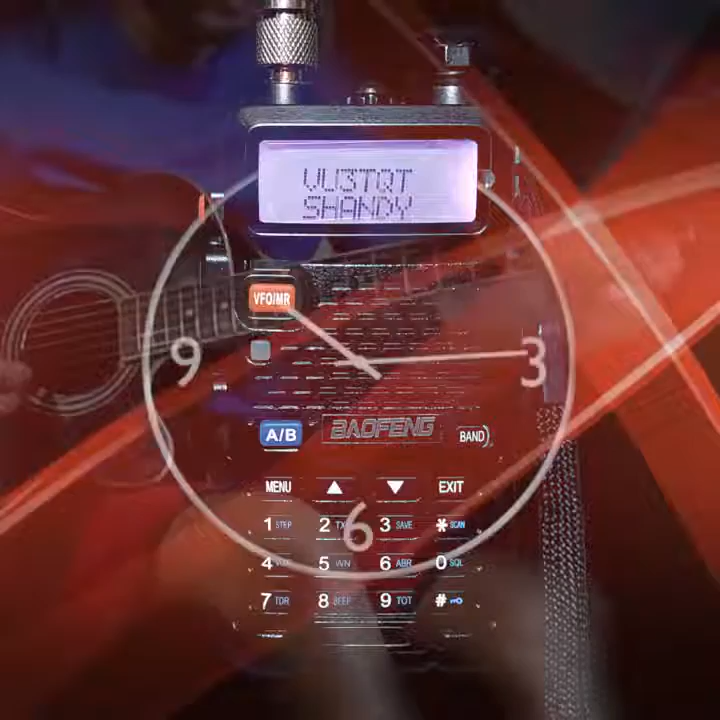 VU3TQT
SHANDY
VFO/MR
9
3
A/B BAOFENG BAND
MENU ▲ ▼ EXIT
1 STEP 2 TX 3 SAVE * SCAN
6
4 5 6 ABR 0 SQL
7 TDR 8 BEEP 9 TOT #